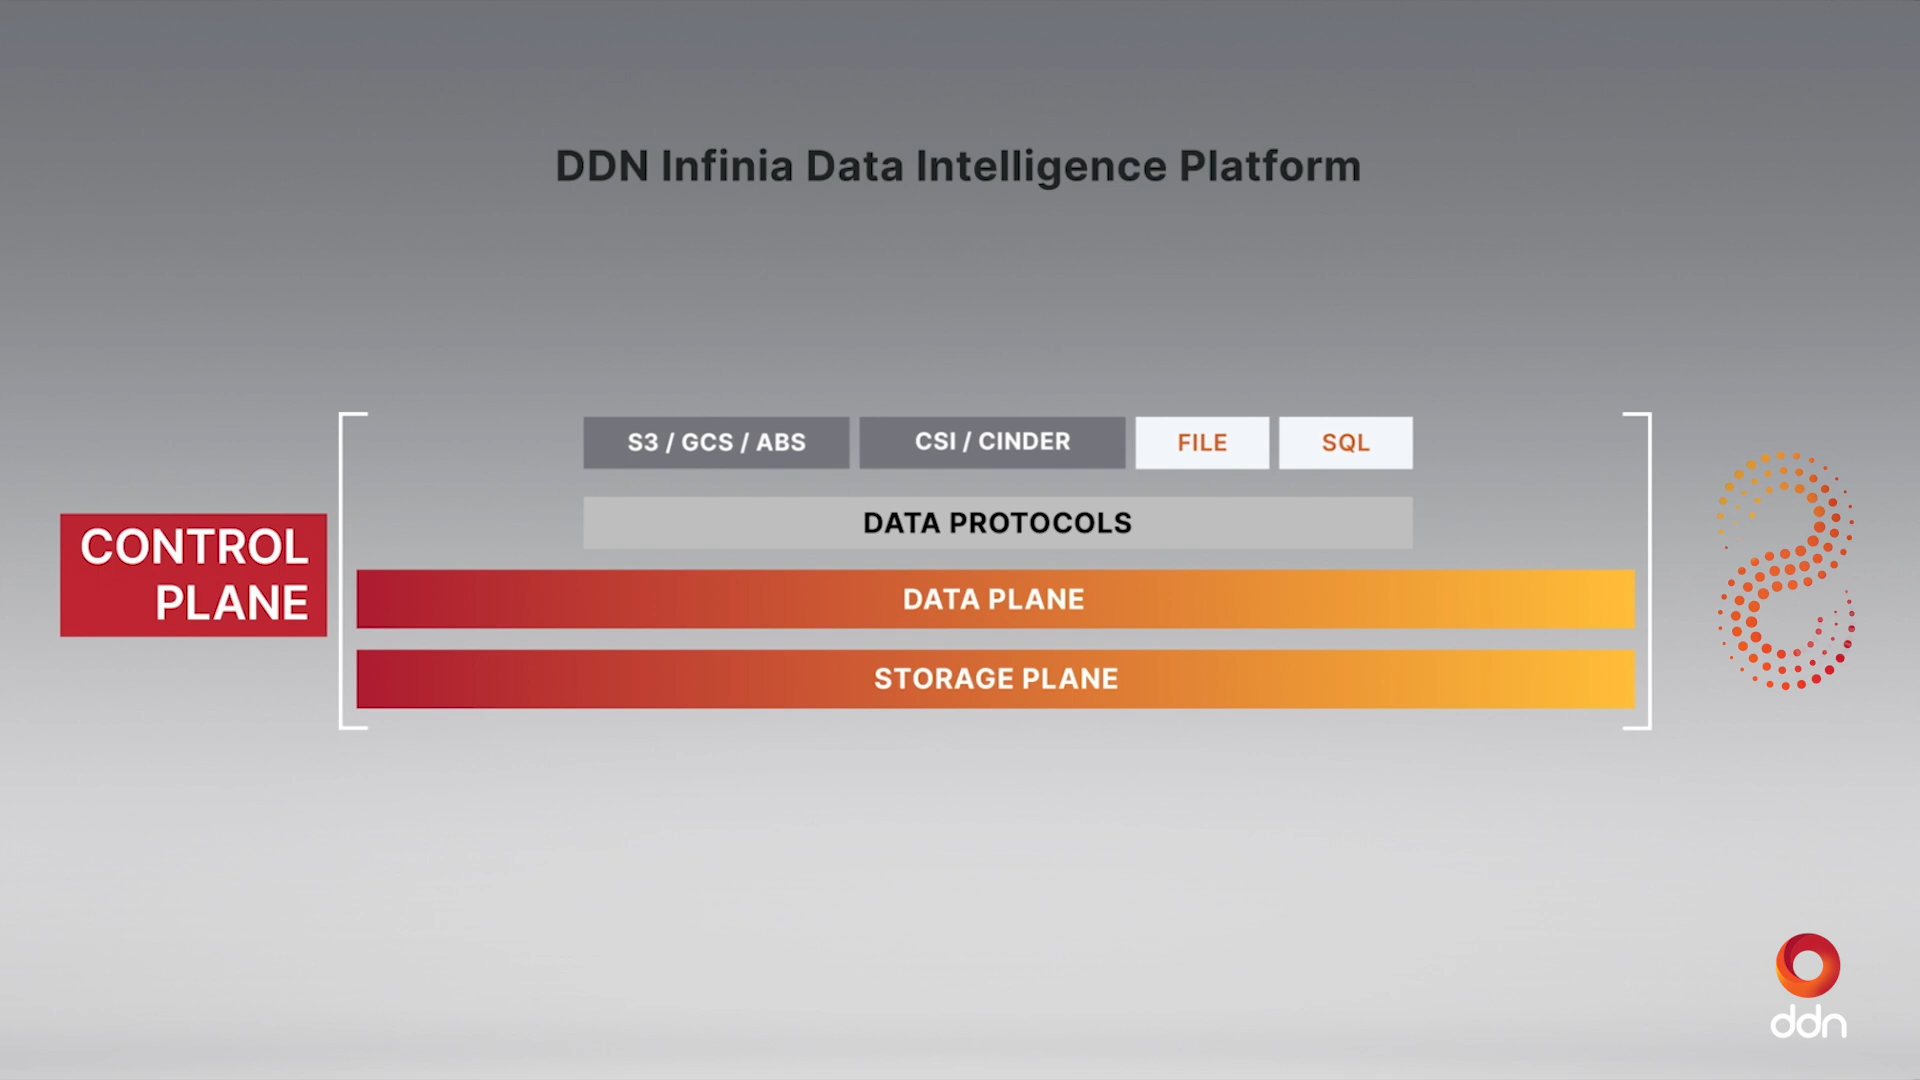 DDN Infinia Data Intelligence Platform
S3 / GCS / ABS
CSI / CINDER
FILE
SQL
DATA PROTOCOLS
CONTROL
PLANE
DATA PLANE
STORAGE PLANE
ddn